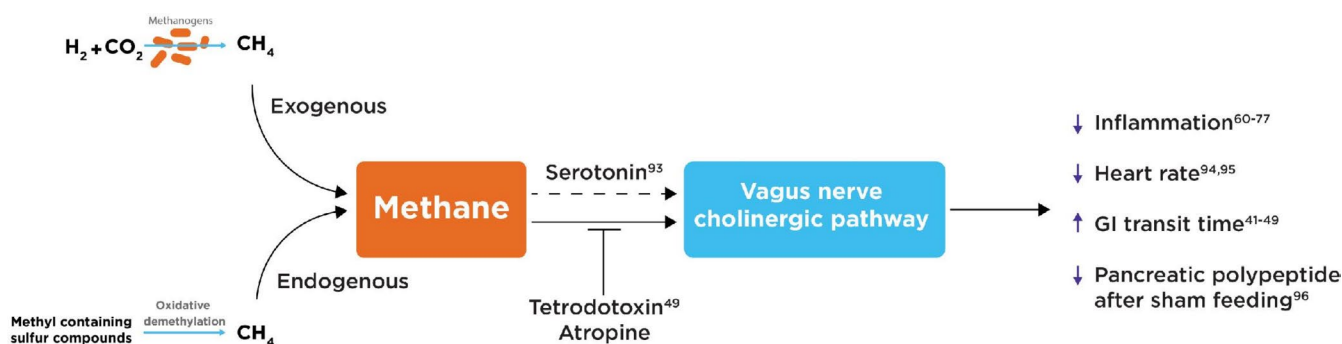 Methanogens
H₂+CO₂
CH₄
Exogenous
Methane
Serotonin⁹³
Vagus nerve
cholinergic pathway
Endogenous
Tetrodotoxin⁴⁹
Atropine
Methyl containing
sulfur compounds
Oxidative
demethylation
CH₄
↓ Inflammation⁶⁰⁻⁷⁷
↓ Heart rate⁹⁴,⁹⁵
↑ GI transit time⁴¹⁻⁴⁹
↓ Pancreatic polypeptide
after sham feeding⁹⁶